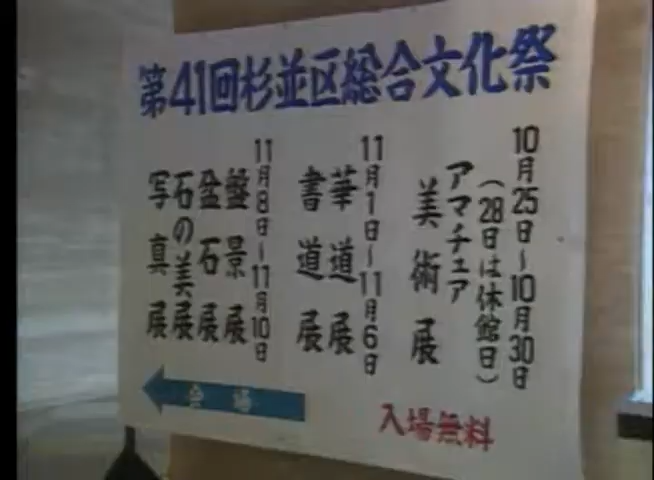 第41回杉並区総合文化祭
10月25日~10月30日
(28日は休館日)
アマチュア
美術展
11月1日~11月6日
華道展
書道展
11月8日~11月10日
盤景展
盆石展
石の美展
写真展
会場
入場無料